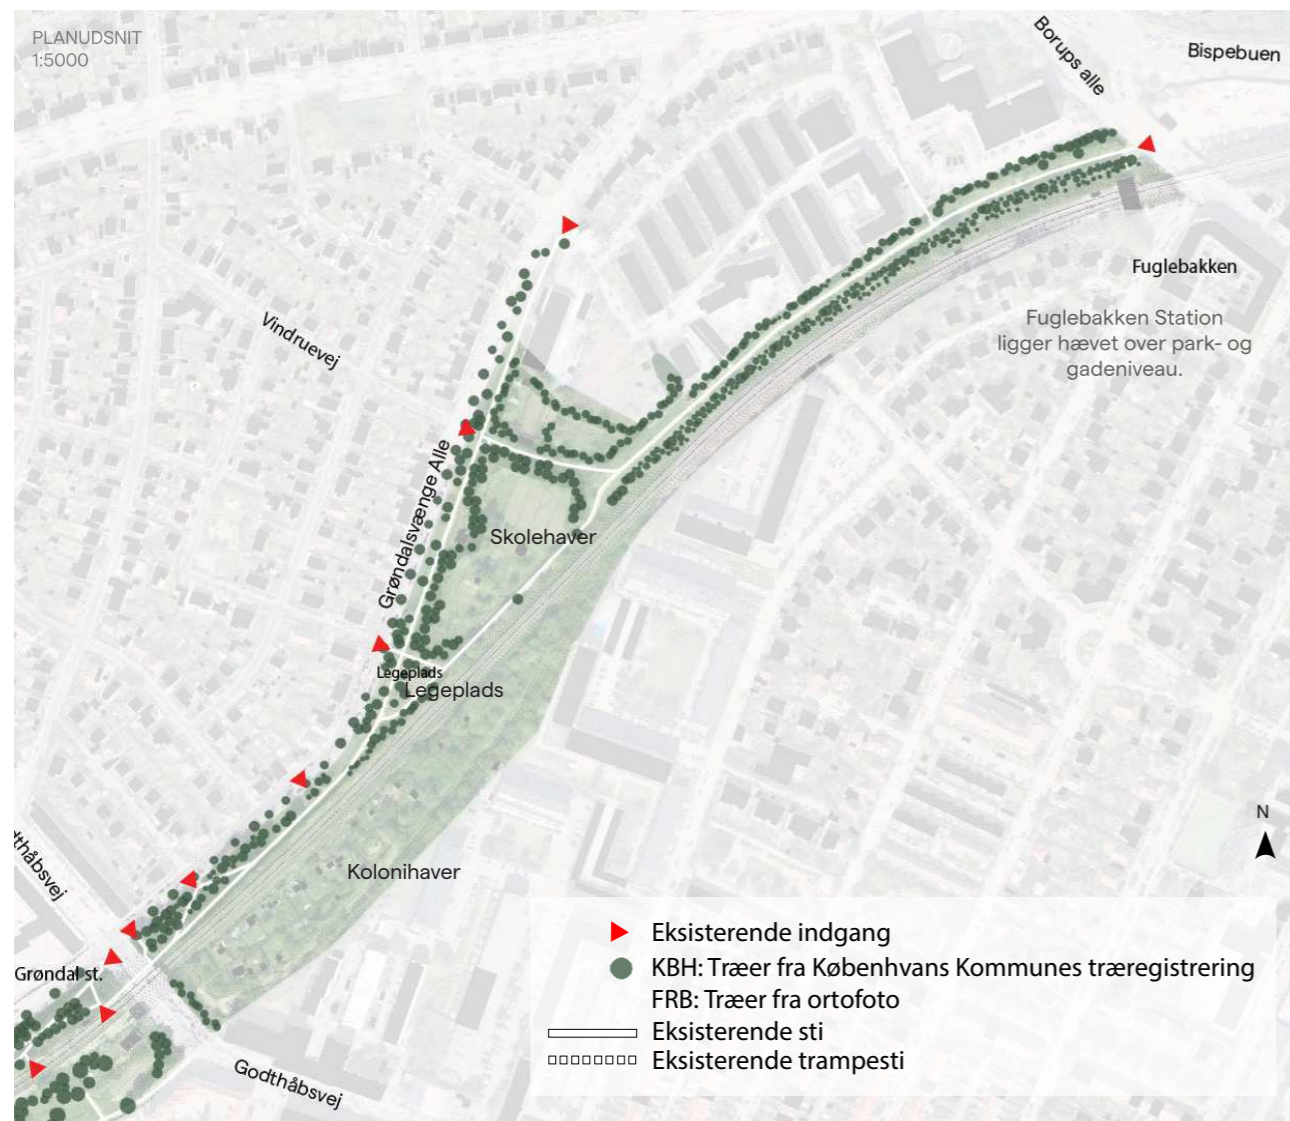 PLANUDSNIT
1:5000
Borups alle
Bispebuen
Fuglebakken
Fuglebakken Station
ligger hævet over park- og
gadeniveau.
Vindruevej
Grøndalsvænge Alle
Skolehaver
Legeplads
Legeplads
Kolonihaver
dthåbsvej
Grøndal st.
Godthåbsvej
N
Eksisterende indgang
KBH: Træer fra Københvans Kommunes træregistrering
FRB: Træer fra ortofoto
Eksisterende sti
Eksisterende trampesti